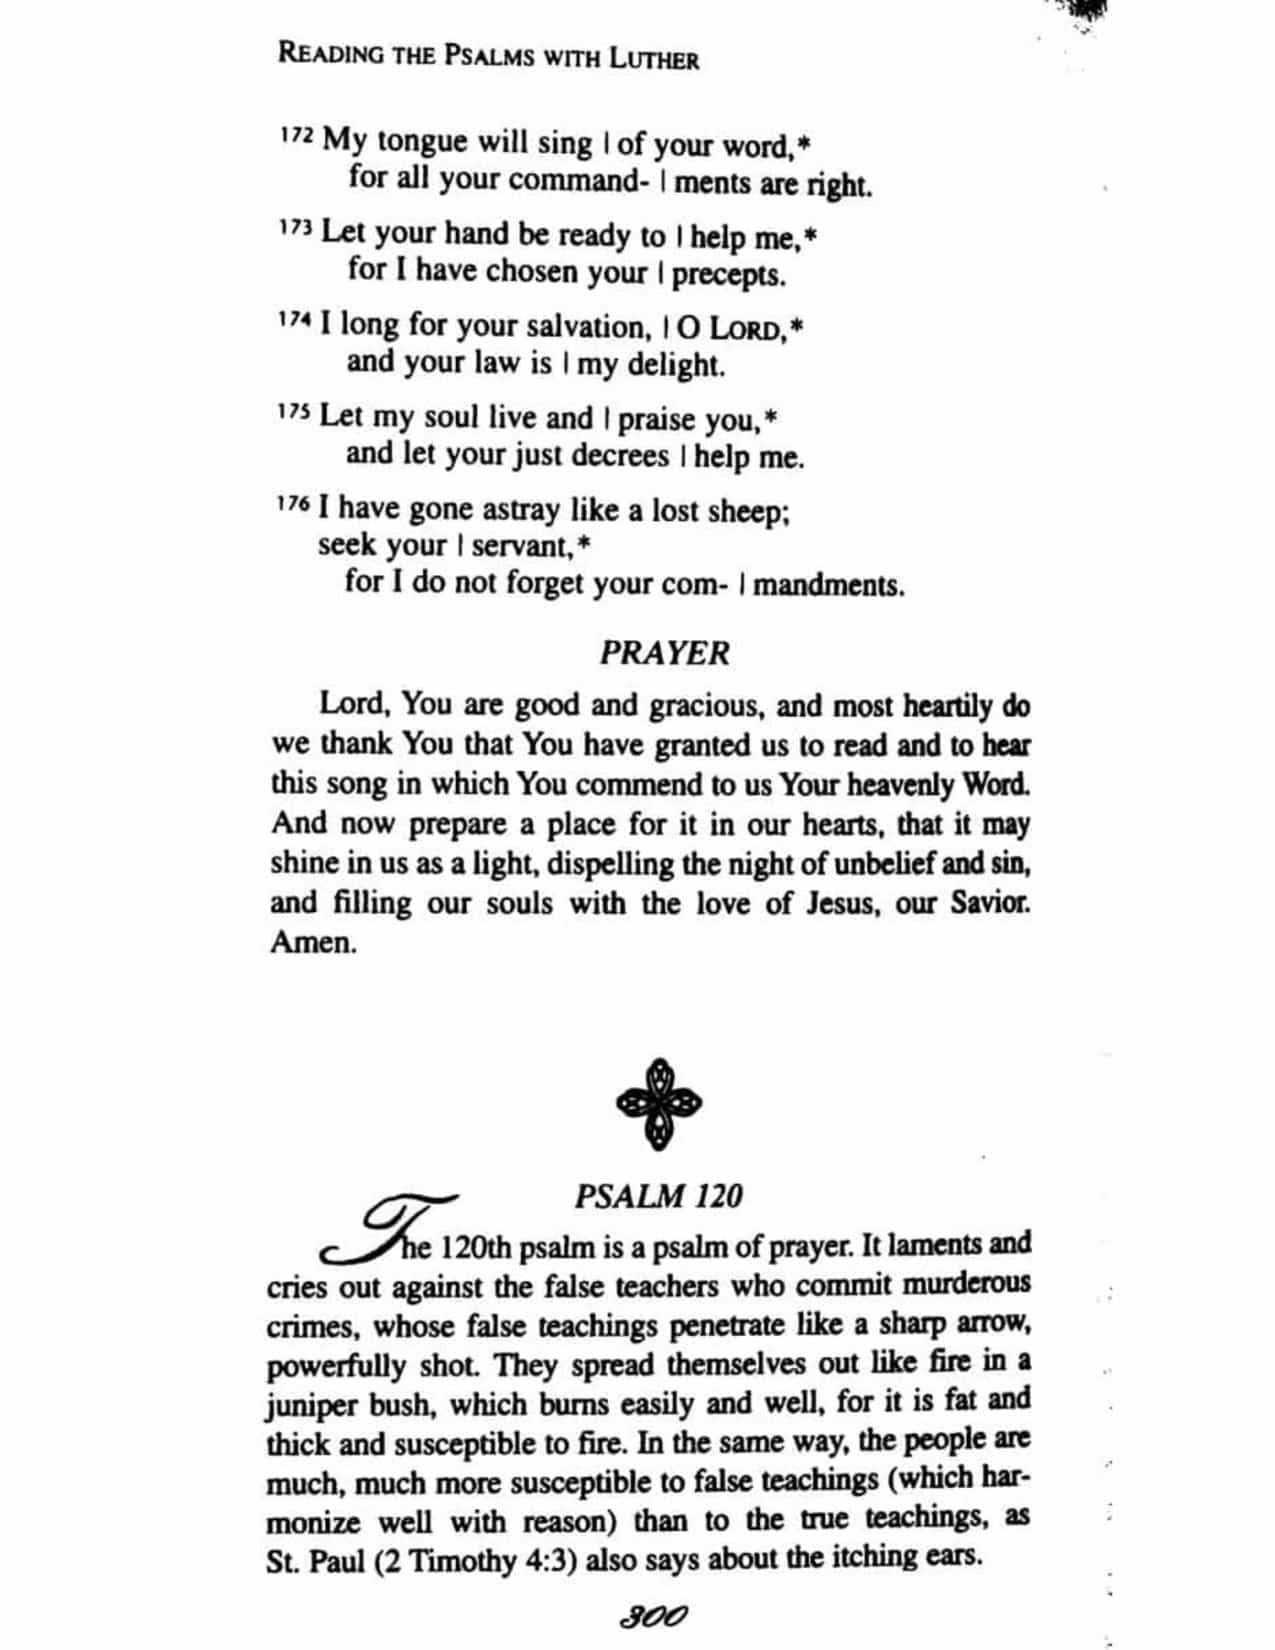 READING THE PSALMS WITH LUTHER
172 My tongue will sing | of your word,*
for all your command- | ments are right.
173 Let your hand be ready to | help me,*
for I have chosen your | precepts.
174 I long for your salvation, | O LORD,*
and your law is | my delight.
175 Let my soul live and | praise you,*
and let your just decrees | help me.
176 I have gone astray like a lost sheep;
seek your | servant,*
for I do not forget your com- | mandments.
PRAYER
Lord, You are good and gracious, and most heartily do
we thank You that You have granted us to read and to hear
this song in which You commend to us Your heavenly Word.
And now prepare a place for it in our hearts, that it may
shine in us as a light, dispelling the night of unbelief and sin,
and filling our souls with the love of Jesus, our Savior.
Amen.
PSALM 120
The 120th psalm is a psalm of prayer. It laments and
cries out against the false teachers who commit murderous
crimes, whose false teachings penetrate like a sharp arrow,
powerfully shot. They spread themselves out like fire in a
juniper bush, which burns easily and well, for it is fat and
thick and susceptible to fire. In the same way, the people are
much, much more susceptible to false teachings (which har-
monize well with reason) than to the true teachings, as
St. Paul (2 Timothy 4:3) also says about the itching ears.
300